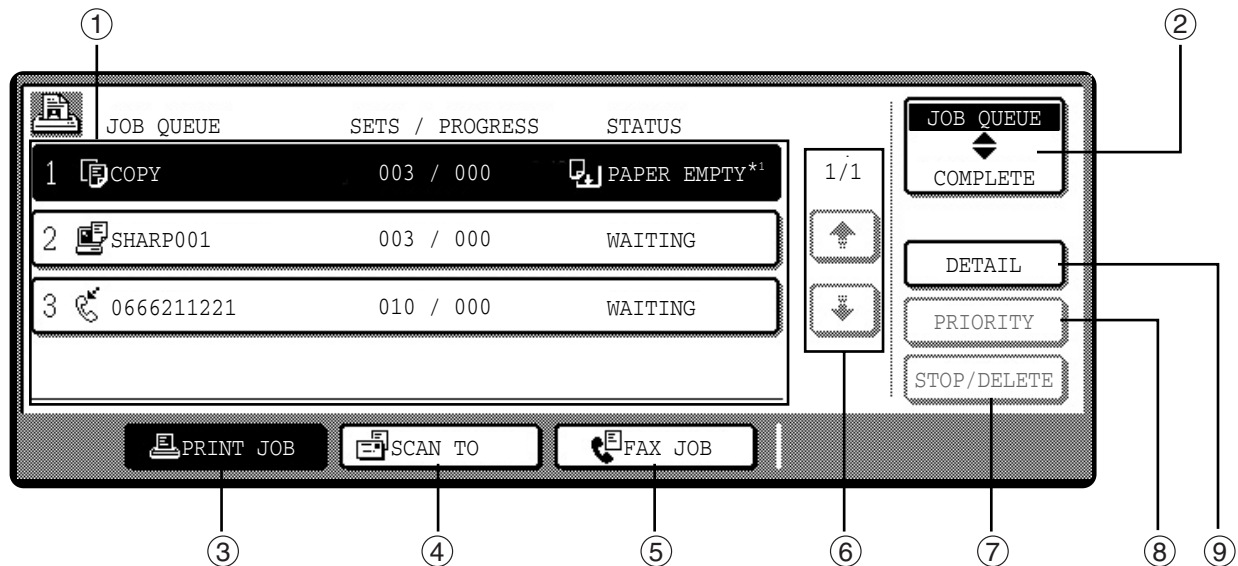 ① ②
JOB QUEUE SETS / PROGRESS STATUS
1 COPY 003 / 000 PAPER EMPTY*1
2 SHARP001 003 / 000 WAITING
3 0666211221 010 / 000 WAITING
1/1
JOB QUEUE
COMPLETE
DETAIL
PRIORITY
STOP/DELETE
PRINT JOB SCAN TO FAX JOB
③ ④ ⑤ ⑥ ⑦ ⑧ ⑨